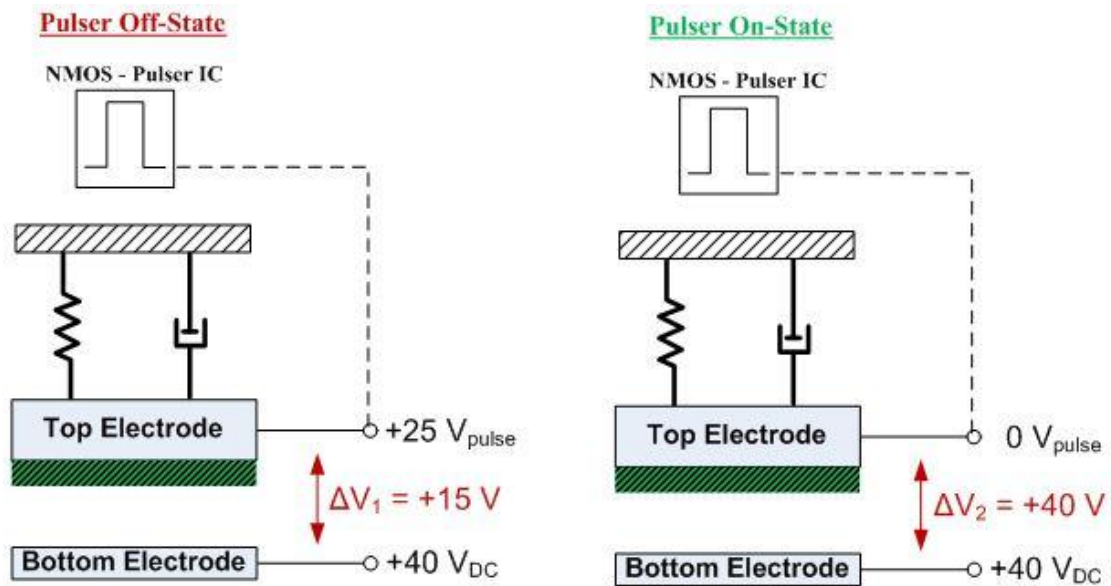 Pulser Off-State
NMOS - Pulser IC
Top Electrode
+25 Vpulse
ΔV1 = +15 V
Bottom Electrode
+40 VDC
Pulser On-State
NMOS - Pulser IC
Top Electrode
0 Vpulse
ΔV2 = +40 V
Bottom Electrode
+40 VDC